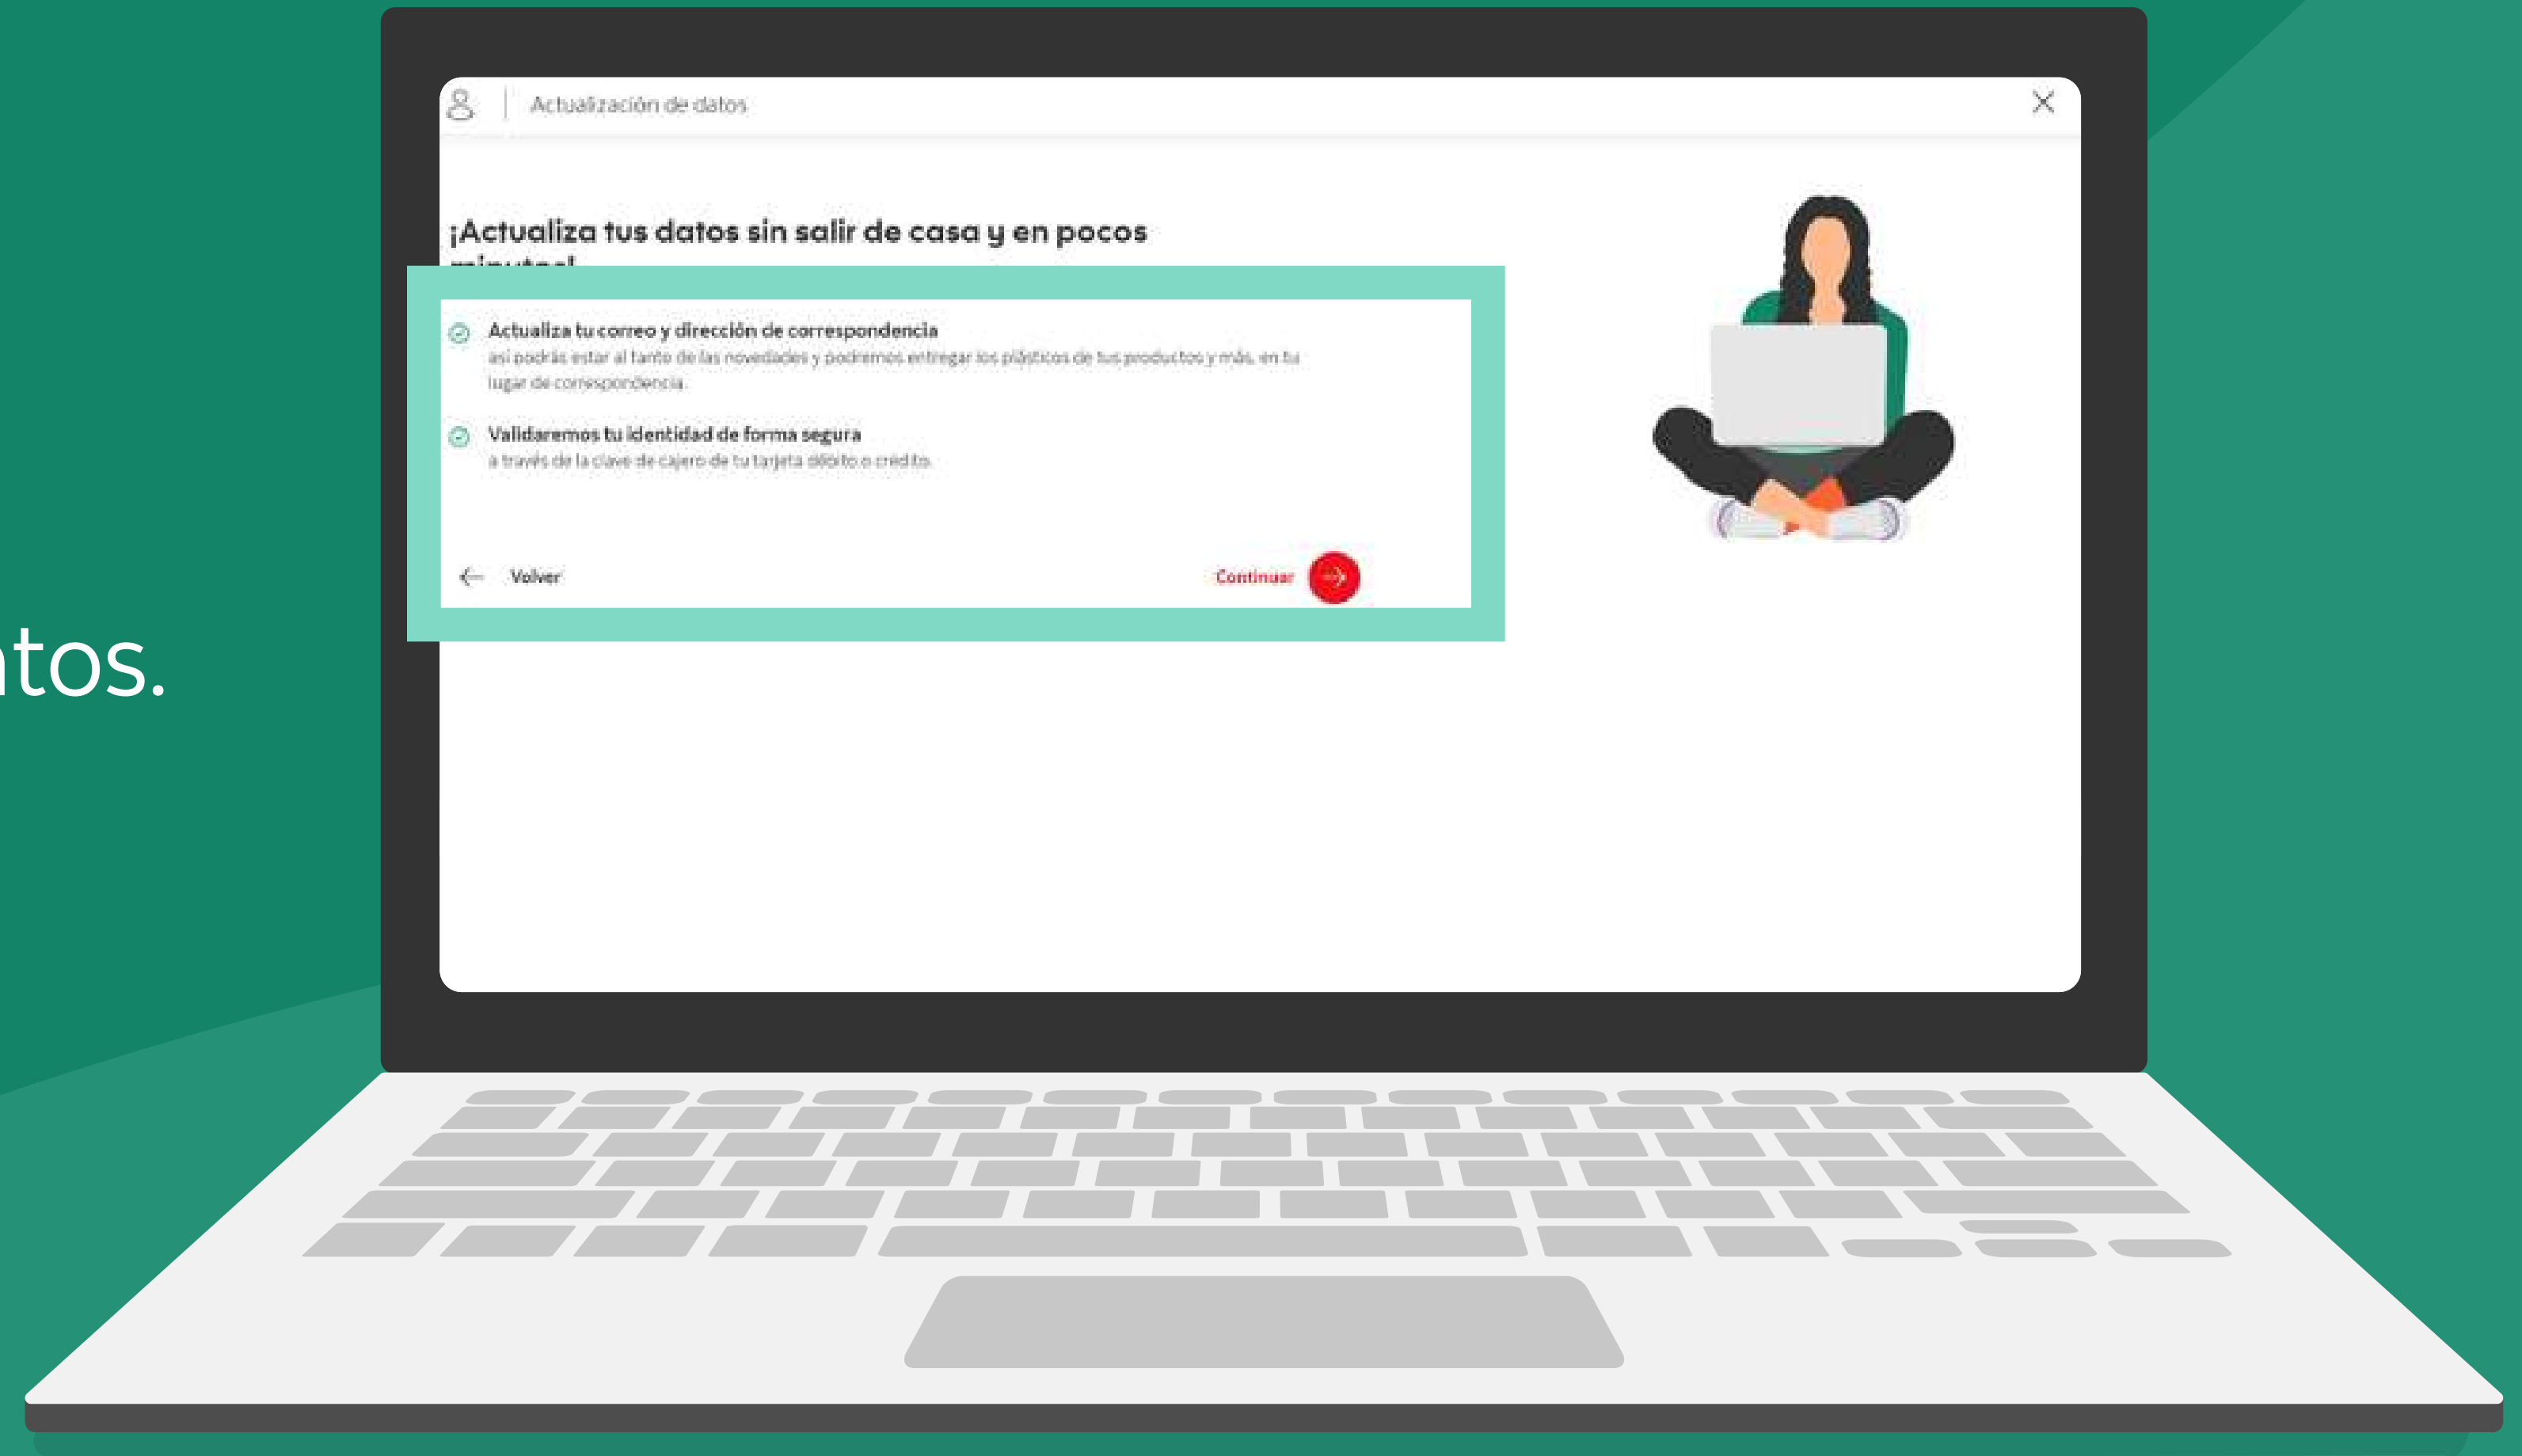 Actualización de datos
¡Actualiza tus datos sin salir de casa y en pocos
minutos!
Actualiza tu correo y dirección de correspondencia
así podrás estar al tanto de las novedades y podremos entregar los plásticos de tus productos y más, en tu
lugar de correspondencia.
Validaremos tu identidad de forma segura
a través de la clave de cajero de tu tarjeta débito o crédito.
Volver
Continuar